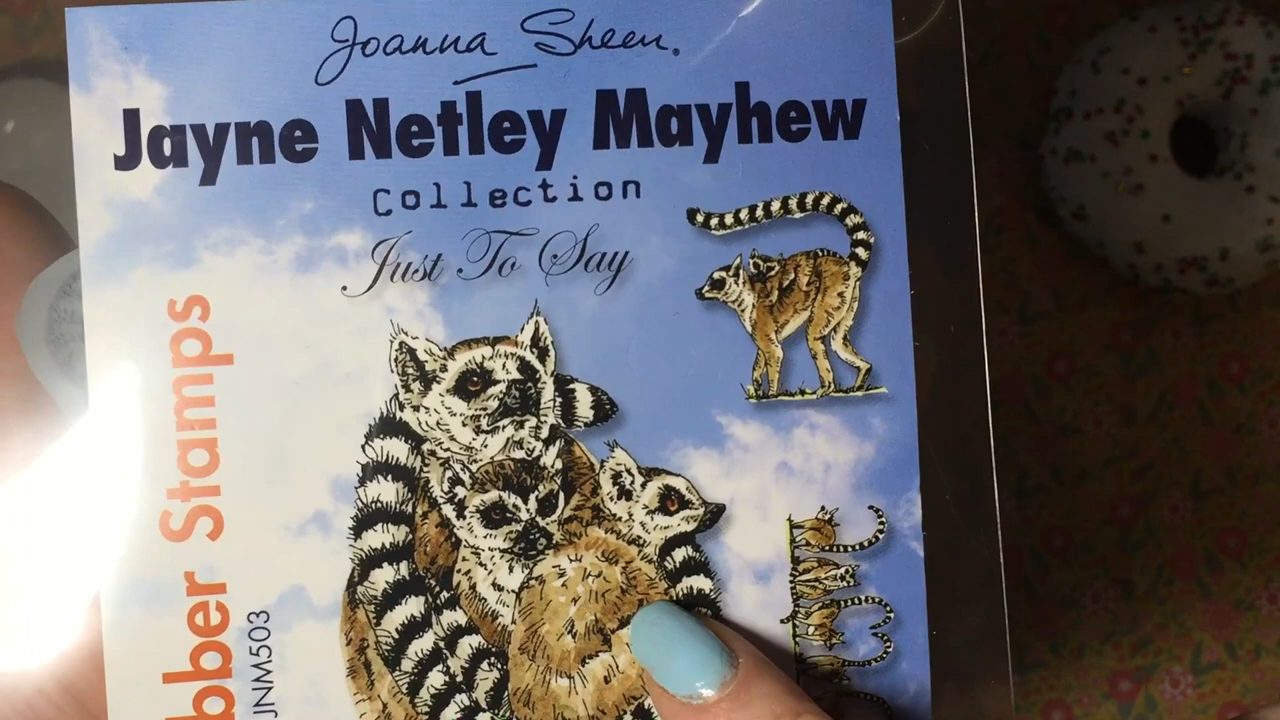 Joanna Sheen
Jayne Netley Mayhew
Collection
Just To Say
bber Stamps
JNM503